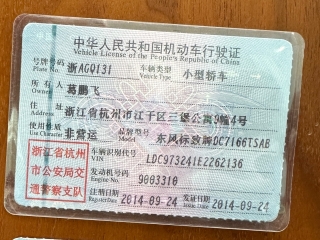 中华人民共和国机动车行驶证
Vehicle License of the People's Republic of China
号牌号码 Plate No. 浙AGQ131 车辆类型 Vehicle Type 小型轿车
所有人 Owner 葛鹏飞
住址 Address 浙江省杭州市江干区三堡公寓9幢4号
使用性质 Use Character 非营运 品牌型号 Model 东风标致牌DC7166TSAB
浙江省杭州市公安局交通警察支队
车辆识别代号 VIN LDC973241E2262136
发动机号码 Engine No. 9003310
注册日期 Register Date 2014-09-24 发证日期 Issue Date 2014-09-24